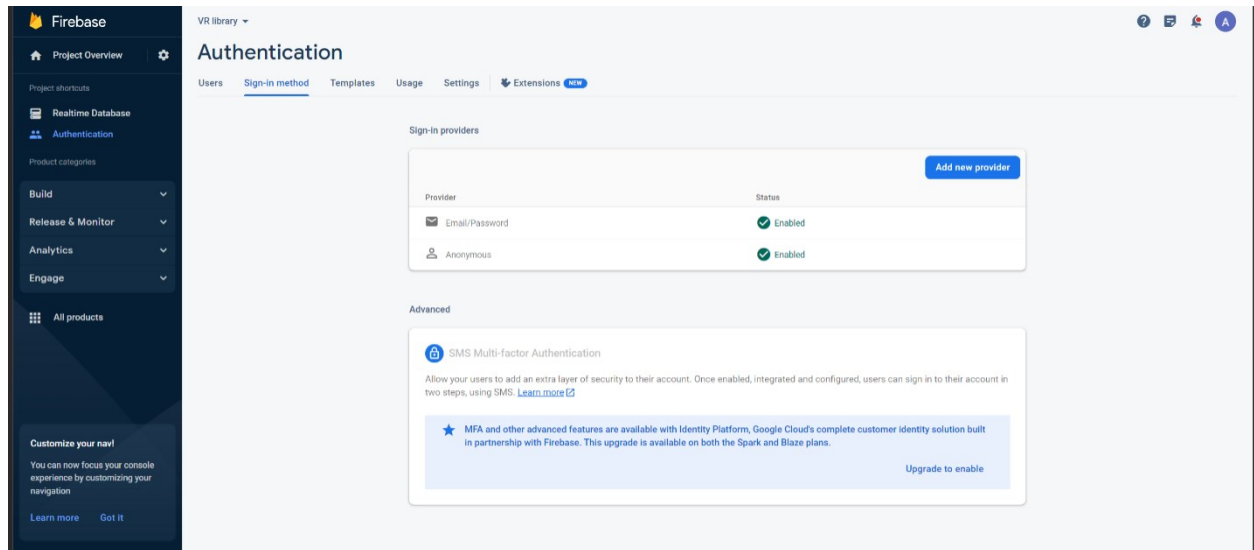 Firebase
VR library
A
Project Overview
Authentication
Users Sign-in method Templates Usage Settings Extensions NEW
Project shortcuts
Realtime Database
Authentication
Product categories
Build
Release & Monitor
Analytics
Engage
All products
Customize your nav!
You can now focus your console
experience by customizing your
navigation
Learn more Got it
Sign-in providers
Add new provider
Provider Status
Email/Password Enabled
Anonymous Enabled
Advanced
SMS Multi-factor Authentication
Allow your users to add an extra layer of security to their account. Once enabled, integrated and configured, users can sign in to their account in
two steps, using SMS. Learn more
MFA and other advanced features are available with Identity Platform, Google Cloud's complete customer identity solution built
in partnership with Firebase. This upgrade is available on both the Spark and Blaze plans.
Upgrade to enable